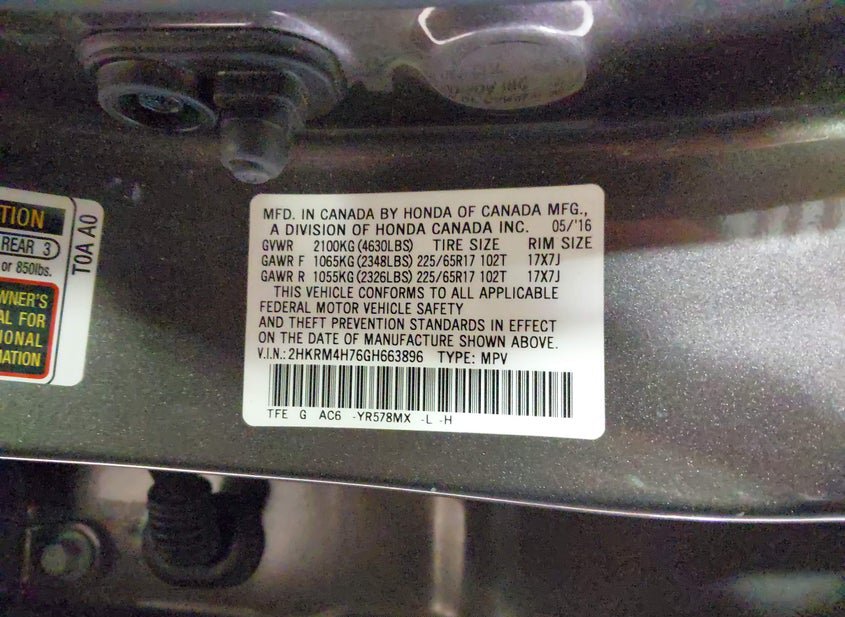 TION
REAR 3
or 850lbs.
WNER'S
AL FOR
IONAL
MATION
TOA A0
MFD. IN CANADA BY HONDA OF CANADA MFG.,
A DIVISION OF HONDA CANADA INC. 05/'16
GVWR 2100KG (4630LBS) TIRE SIZE RIM SIZE
GAWR F 1065KG (2348LBS) 225/65R17 102T 17X7J
GAWR R 1055KG (2326LBS) 225/65R17 102T 17X7J
THIS VEHICLE CONFORMS TO ALL APPLICABLE
FEDERAL MOTOR VEHICLE SAFETY
AND THEFT PREVENTION STANDARDS IN EFFECT
ON THE DATE OF MANUFACTURE SHOWN ABOVE.
V.I.N.: 2HKRM4H76GH663896 TYPE: MPV
TFE G AC6 -YR578MX -L -H